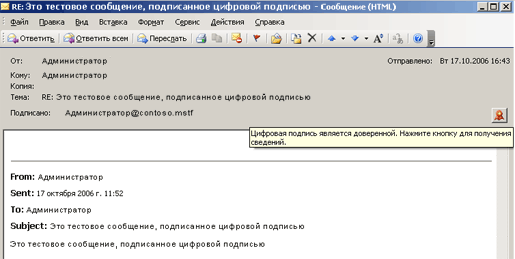 RE: Это тестовое сообщение, подписанное цифровой подписью - Сообщение (HTML)
Файл Правка Вид Вставка Формат Сервис Действия Справка
Ответить Ответить всем Переслать
От: Администратор Отправлено: Вт 17.10.2006 16:43
Кому: Администратор
Копия:
Тема: RE: Это тестовое сообщение, подписанное цифровой подписью
Подписано: Администратор@contoso.mstf
Цифровая подпись является доверенной. Нажмите кнопку для получения
сведений.
From: Администратор
Sent: 17 октября 2006 г. 11:52
To: Администратор
Subject: Это тестовое сообщение, подписанное цифровой подписью
Это тестовое сообщение, подписанное цифровой подписью